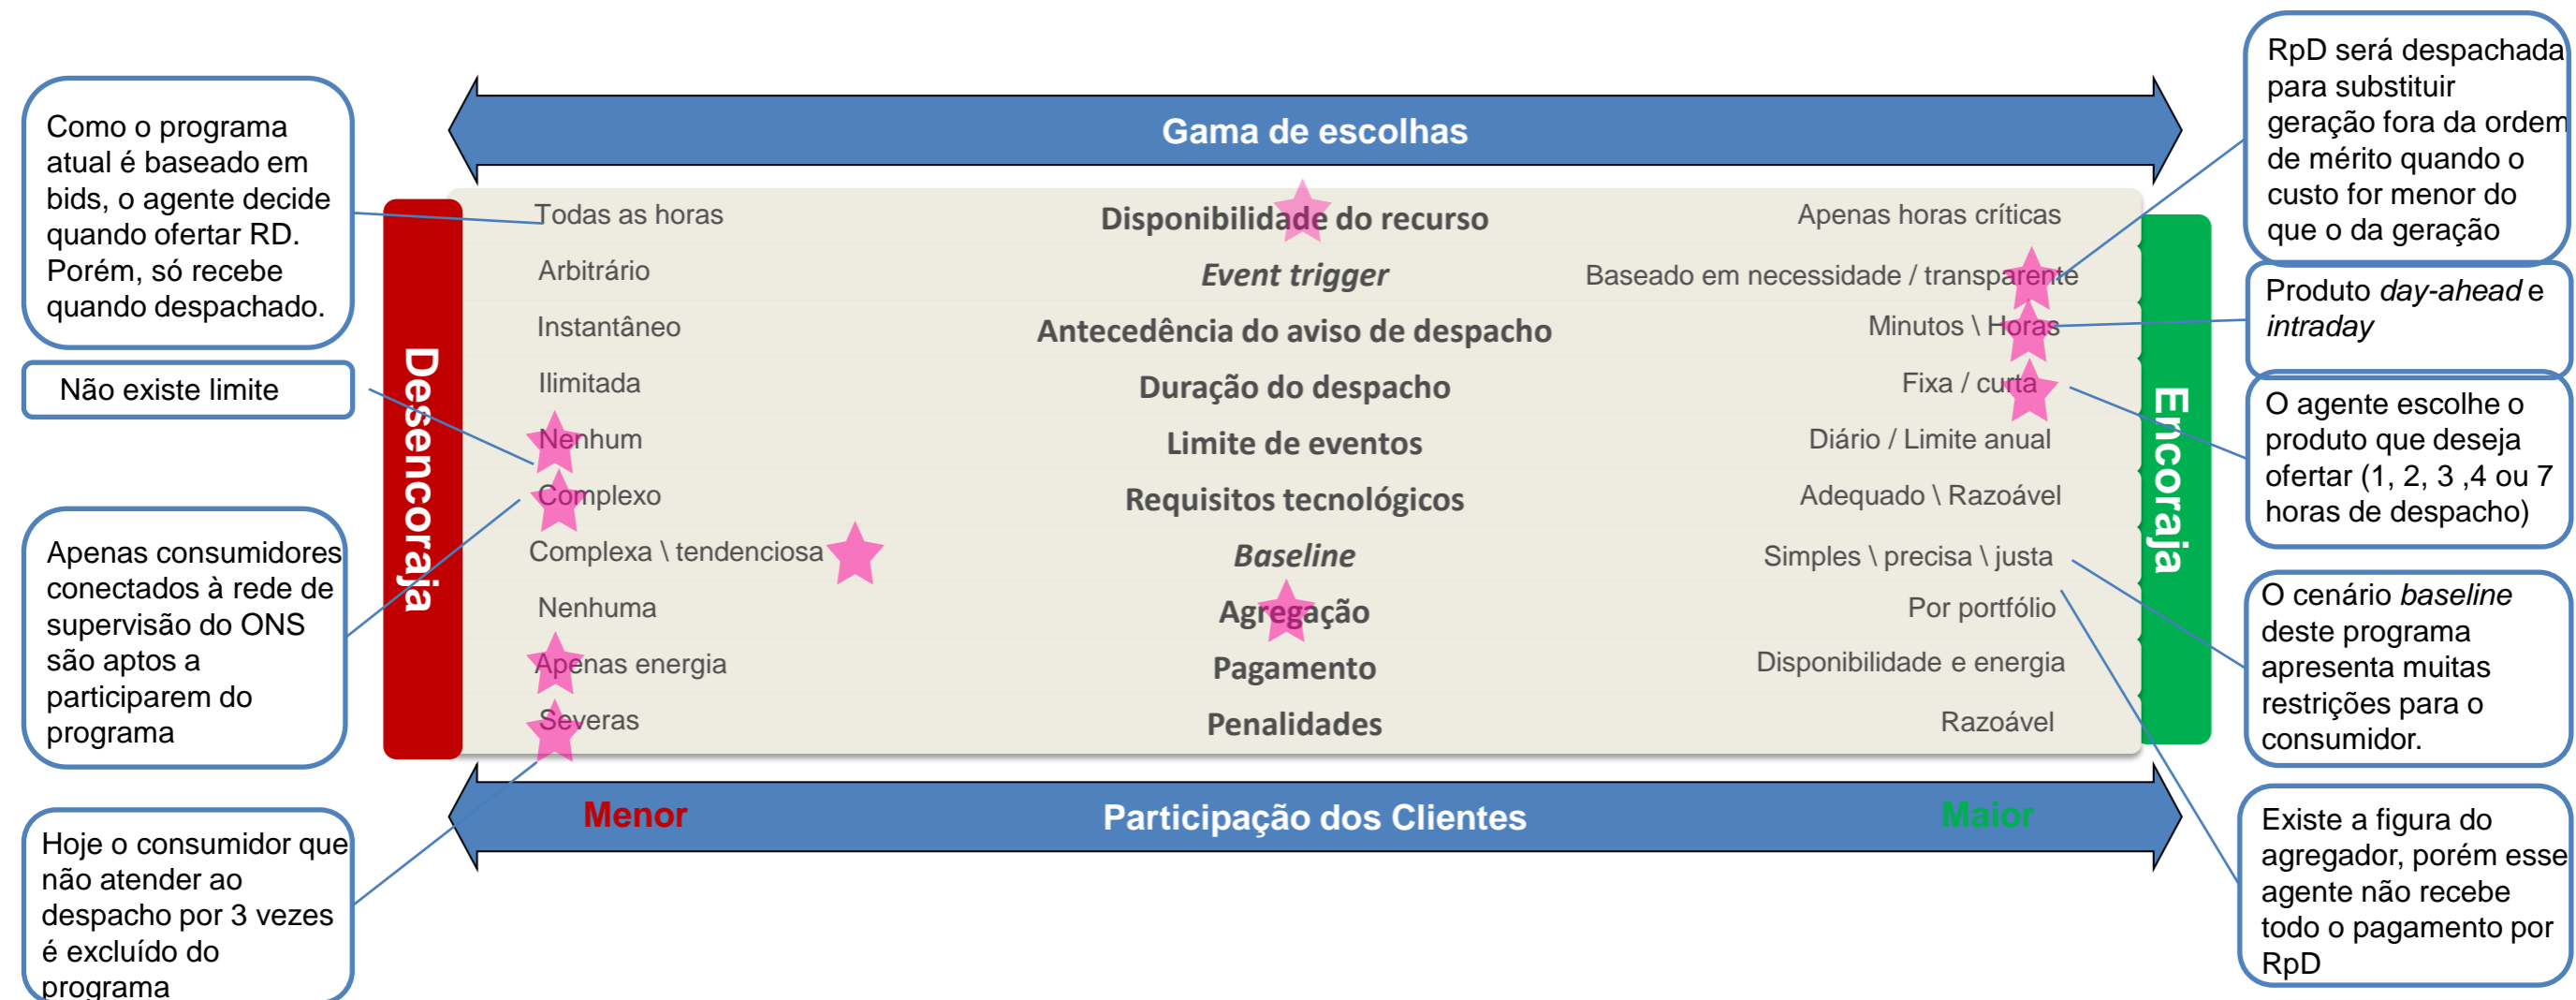 Como o programa
atual é baseado em
bids, o agente decide
quando ofertar RD.
Porém, só recebe
quando despachado.
Não existe limite
Apenas consumidores
conectados à rede de
supervisão do ONS
são aptos a
participarem do
programa
Hoje o consumidor que
não atender ao
despacho por 3 vezes
é excluído do
programa
Gama de escolhas
Desencoraja
Todas as horas
Disponibilidade do recurso
Apenas horas críticas
Arbitrário
Event trigger
Baseado em necessidade / transparente
Instantâneo
Antecedência do aviso de despacho
Minutos \ Horas
Ilimitada
Duração do despacho
Fixa / curta
Nenhum
Limite de eventos
Diário / Limite anual
Complexo
Requisitos tecnológicos
Adequado \ Razoável
Complexa \ tendenciosa
Baseline
Simples \ precisa \ justa
Nenhuma
Agregação
Por portfólio
Apenas energia
Pagamento
Disponibilidade e energia
Severas
Penalidades
Razoável
Encoraja
Menor
Participação dos Clientes
Maior
RpD será despachada
para substituir
geração fora da ordem
de mérito quando o
custo for menor do
que o da geração
Produto day-ahead e
intraday
O agente escolhe o
produto que deseja
ofertar (1, 2, 3 ,4 ou 7
horas de despacho)
O cenário baseline
deste programa
apresenta muitas
restrições para o
consumidor.
Existe a figura do
agregador, porém esse
agente não recebe
todo o pagamento por
RpD